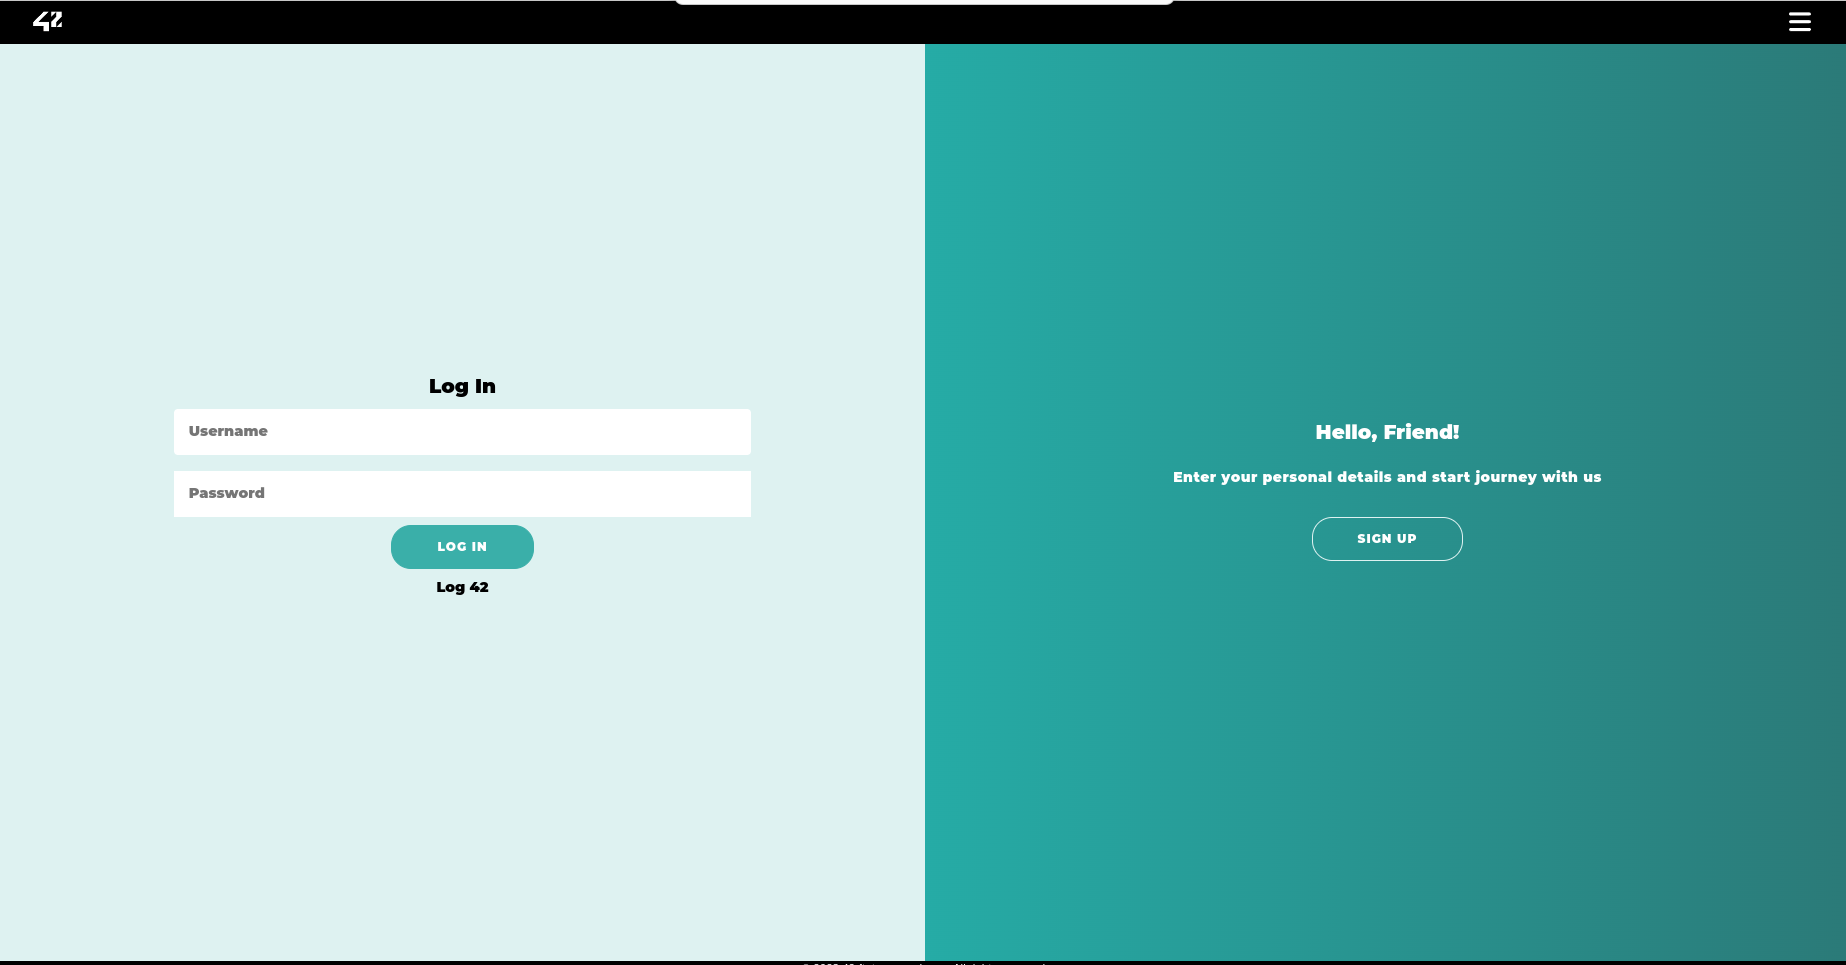 42
Log In
Username
Password
LOG IN
Log 42
Hello, Friend!
Enter your personal details and start journey with us
SIGN UP